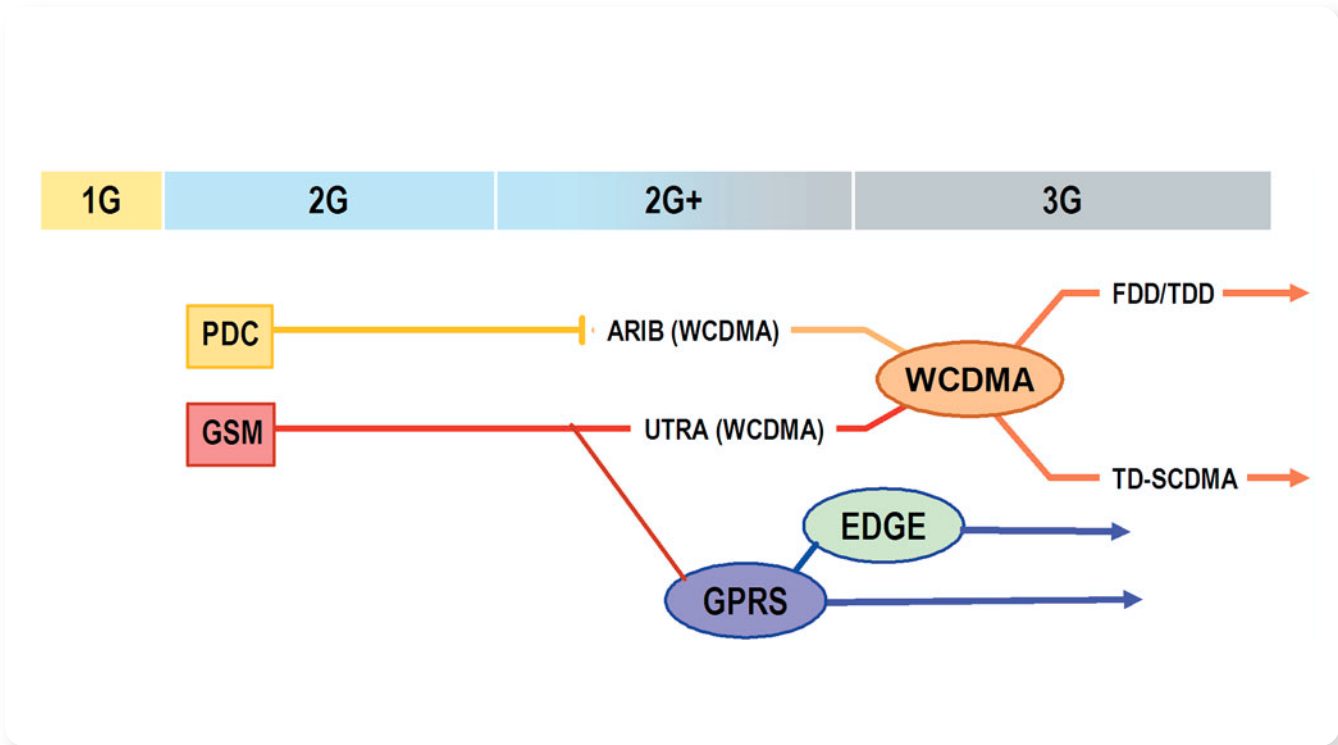 1G
2G
2G+
3G
FDD/TDD
PDC
ARIB (WCDMA)
WCDMA
GSM
UTRA (WCDMA)
TD-SCDMA
EDGE
GPRS